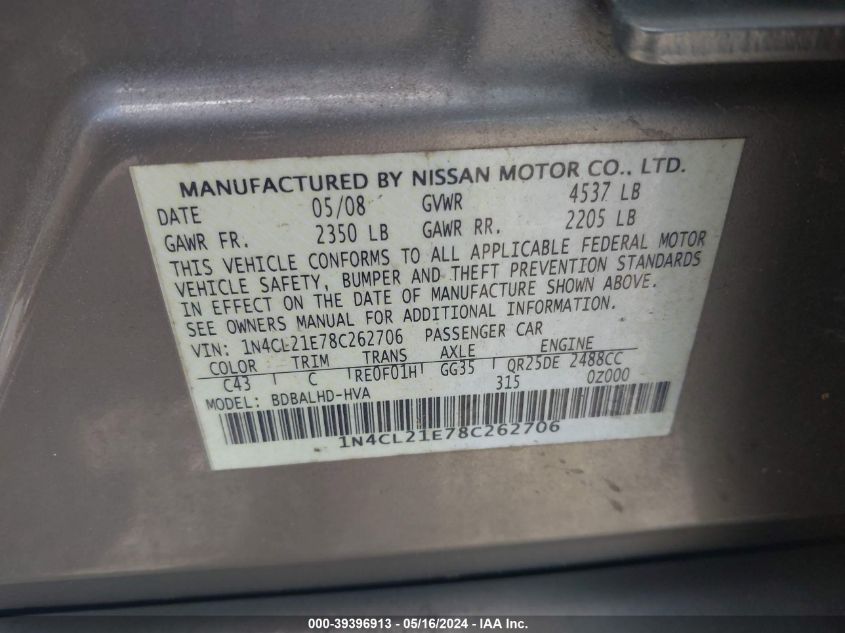 MANUFACTURED BY NISSAN MOTOR CO., LTD.
DATE 05/08 GVWR 4537 LB
GAWR FR. 2350 LB GAWR RR. 2205 LB
THIS VEHICLE CONFORMS TO ALL APPLICABLE FEDERAL MOTOR
VEHICLE SAFETY, BUMPER AND THEFT PREVENTION STANDARDS
IN EFFECT ON THE DATE OF MANUFACTURE SHOWN ABOVE.
SEE OWNERS MANUAL FOR ADDITIONAL INFORMATION.
VIN: 1N4CL21E78C262706 PASSENGER CAR
COLOR TRIM TRANS AXLE ENGINE
C43 C RE0F01H GG35 QR25DE 2488CC
MODEL: BDBALHD-HVA 315 0Z000
1N4CL21E78C262706
000-39396913 - 05/16/2024 - IAA Inc.